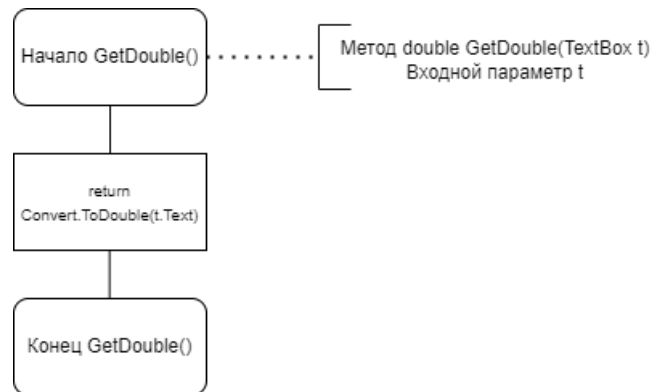 Начало GetDouble()
Метод double GetDouble(TextBox t)
Входной параметр t
return
Convert.ToDouble(t.Text)
Конец GetDouble()